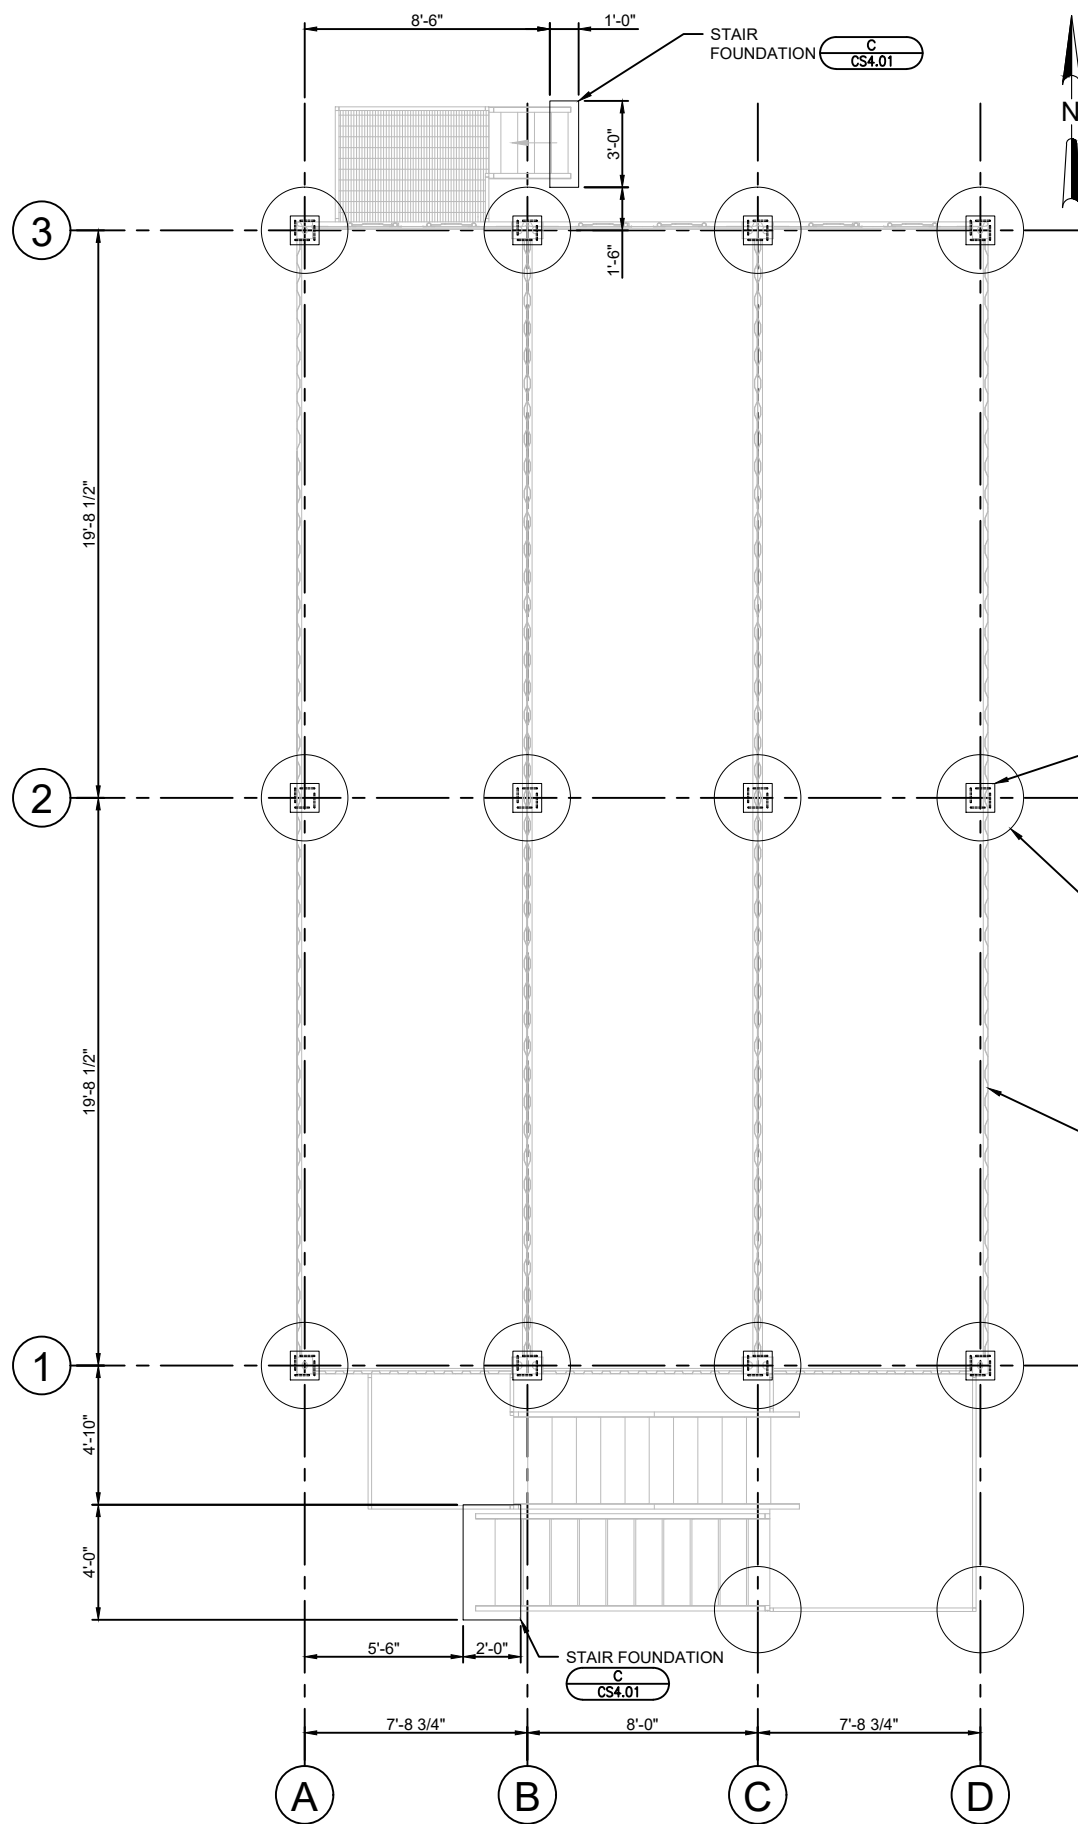 8'-6"
1'-0"
STAIR
FOUNDATION
C
CS4.01
N
3'-0"
3
1'-6"
19'-8 1/2"
2
19'-8 1/2"
1
4'-10"
4'-0"
5'-6"
2'-0"
STAIR FOUNDATION
C
CS4.01
7'-8 3/4"
8'-0"
7'-8 3/4"
A
B
C
D